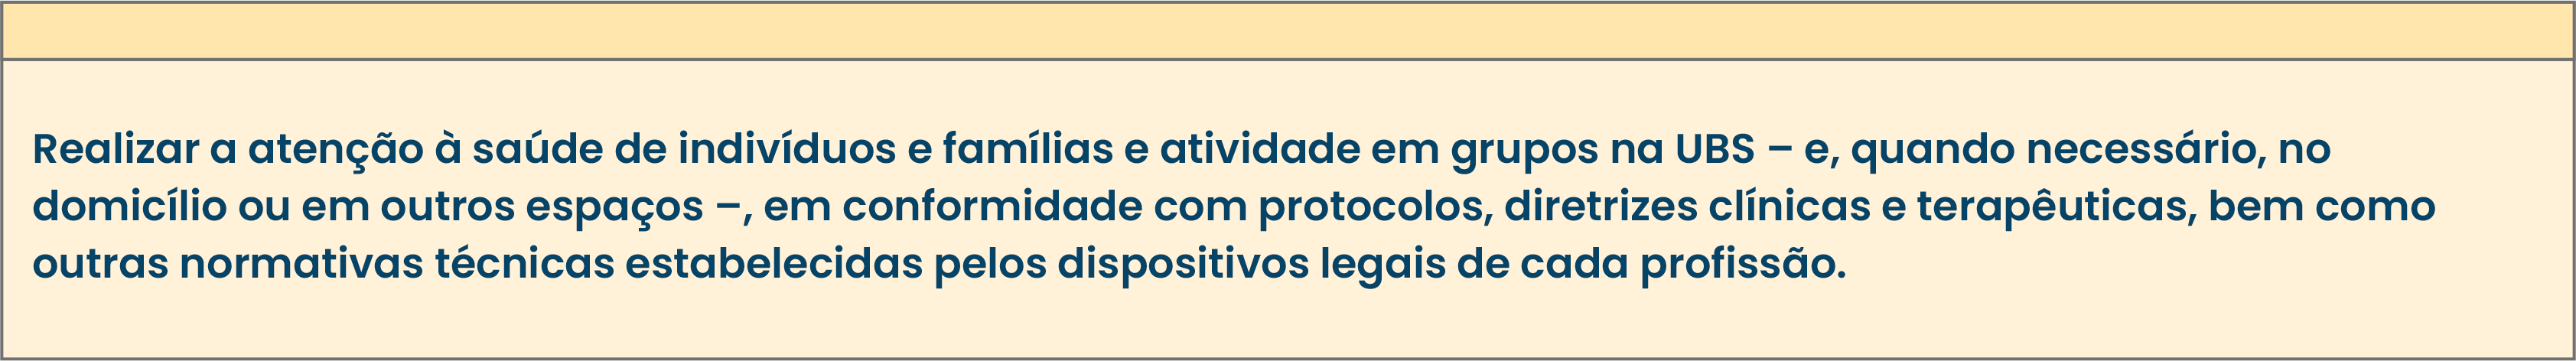 Realizar a atenção à saúde de indivíduos e famílias e atividade em grupos na UBS – e, quando necessário, no
domicílio ou em outros espaços –, em conformidade com protocolos, diretrizes clínicas e terapêuticas, bem como
outras normativas técnicas estabelecidas pelos dispositivos legais de cada profissão.